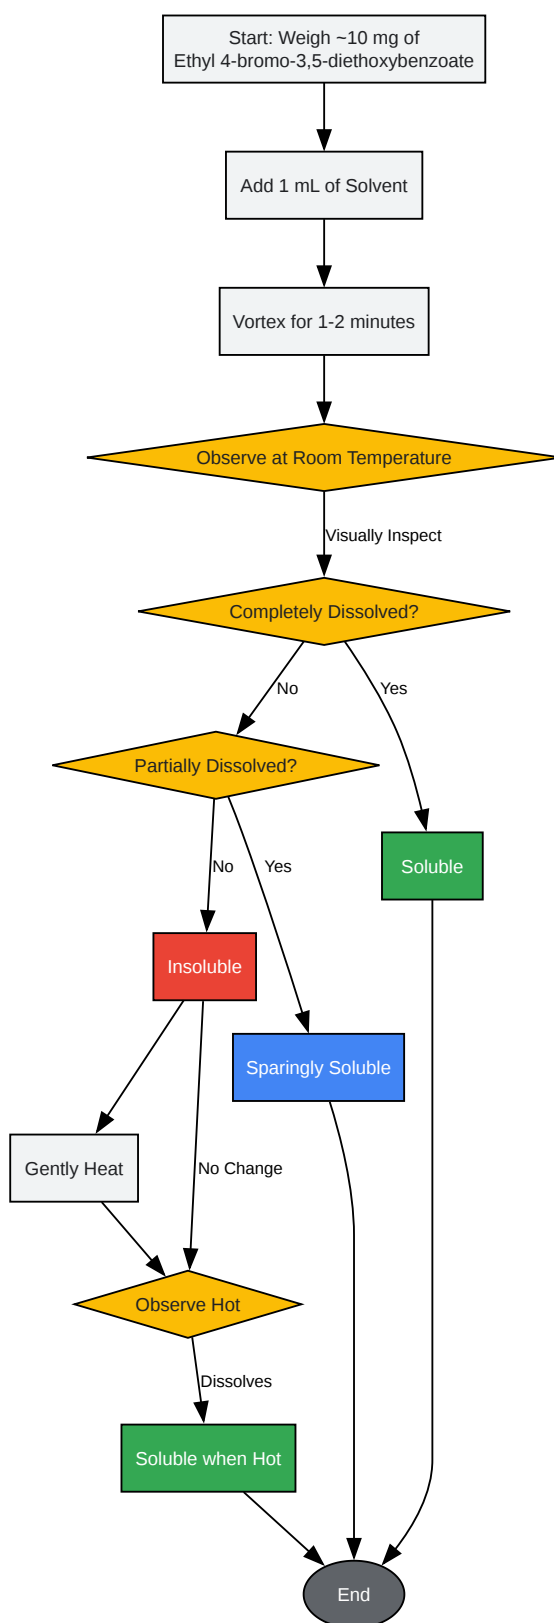 Start: Weigh ~10 mg of
Ethyl 4-bromo-3,5-diethoxybenzoate
Add 1 mL of Solvent
Vortex for 1-2 minutes
Observe at Room Temperature
Visually Inspect
Completely Dissolved?
No
Yes
Partially Dissolved?
No
Yes
Soluble
Insoluble
Sparingly Soluble
Gently Heat
No Change
Observe Hot
Dissolves
Soluble when Hot
End